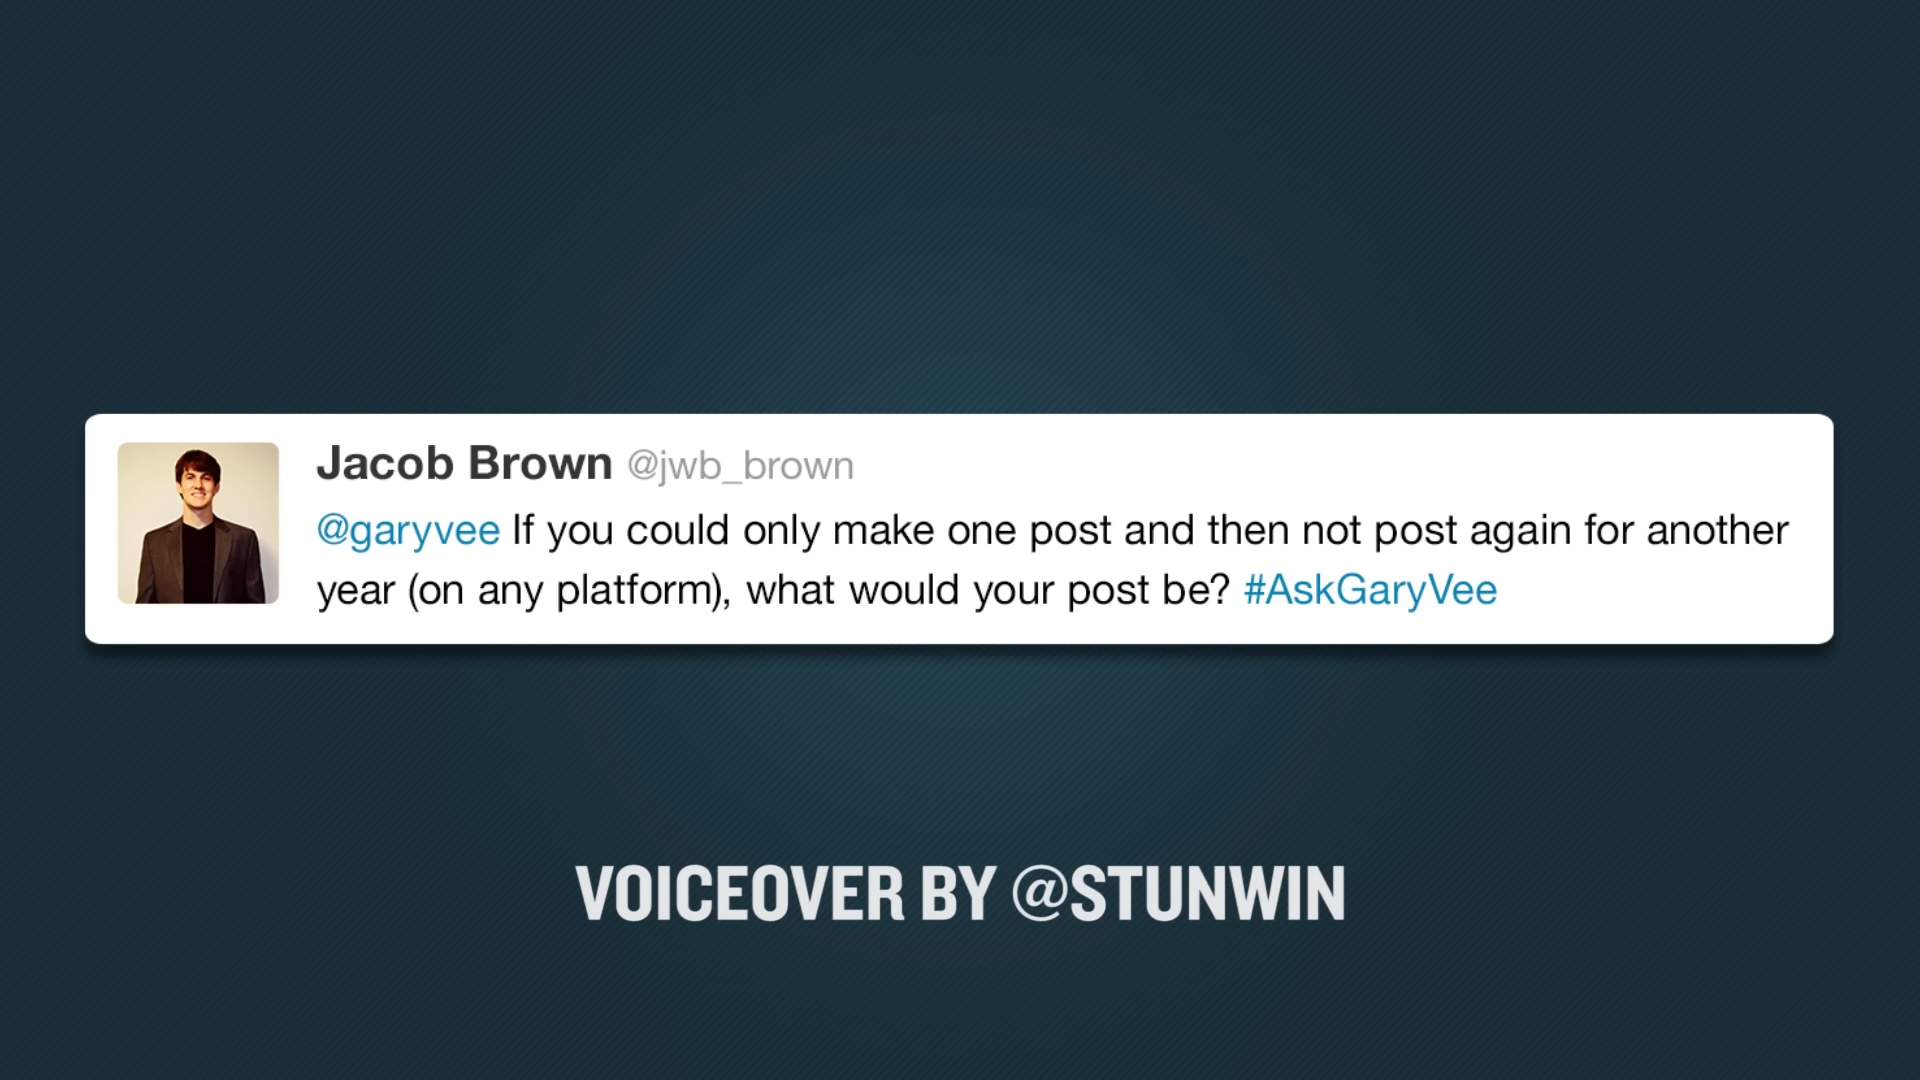 Jacob Brown @jwb_brown
@garyvee If you could only make one post and then not post again for another
year (on any platform), what would your post be? #AskGaryVee
VOICEOVER BY @STUNWIN